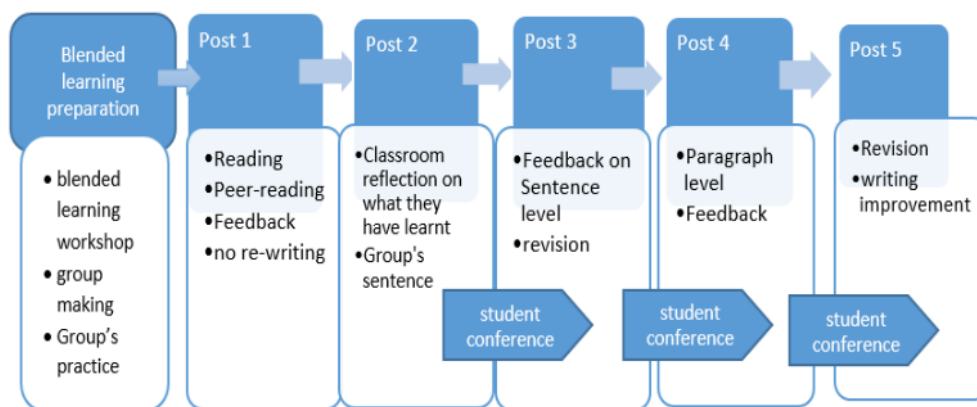 Blended
learning
preparation
• blended
learning
workshop
• group
making
• Group's
practice
Post 1
•Reading
•Peer-reading
•Feedback
•no re-writing
Post 2
•Classroom
reflection on
what they
have learnt
•Group's
sentence
student
conference
Post 3
•Feedback on
Sentence
level
•revision
student
conference
Post 4
•Paragraph
level
•Feedback
student
conference
Post 5
•Revision
•writing
improvement